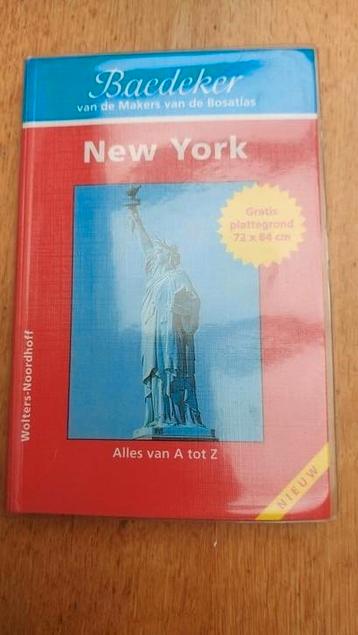 Baedeker
van de Makers van de Bosatlas
New York
Gratis
plattegrond
72 x 84 cm
Wolters-Noordhoff
Alles van A tot Z
NIEUW